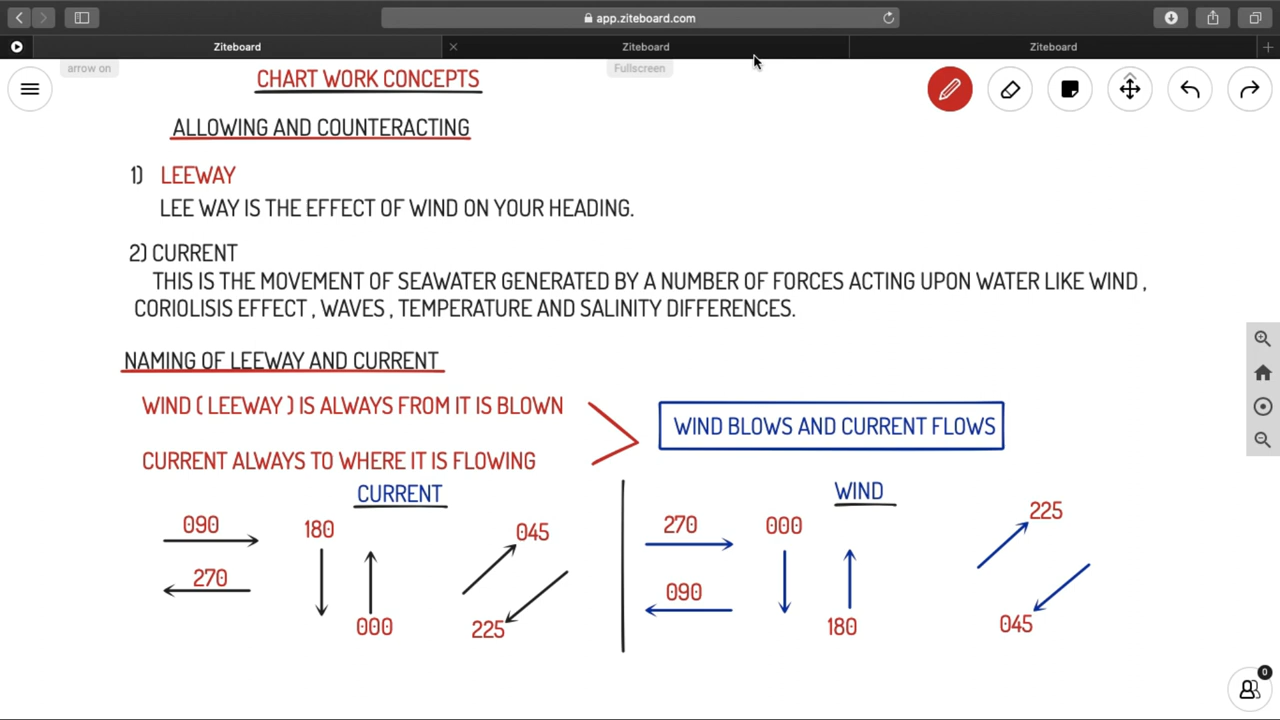 app.ziteboard.com
Ziteboard
Ziteboard
Ziteboard
arrow on
Fullscreen
CHART WORK CONCEPTS
ALLOWING AND COUNTERACTING
1) LEEWAY
LEE WAY IS THE EFFECT OF WIND ON YOUR HEADING.
2) CURRENT
THIS IS THE MOVEMENT OF SEAWATER GENERATED BY A NUMBER OF FORCES ACTING UPON WATER LIKE WIND ,
CORIOLISIS EFFECT , WAVES , TEMPERATURE AND SALINITY DIFFERENCES.
NAMING OF LEEWAY AND CURRENT
WIND ( LEEWAY ) IS ALWAYS FROM IT IS BLOWN
WIND BLOWS AND CURRENT FLOWS
CURRENT ALWAYS TO WHERE IT IS FLOWING
CURRENT
090
180
045
270
000
225
WIND
270
000
225
090
180
045
0